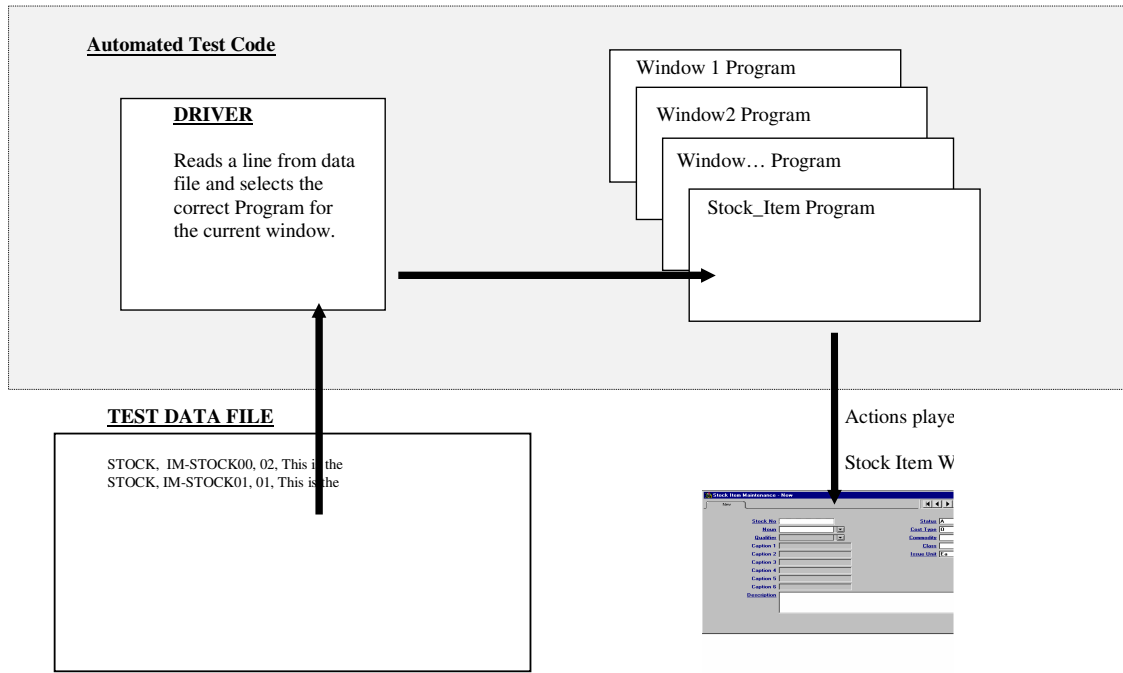 Automated Test Code
DRIVER
Reads a line from data
file and selects the
correct Program for
the current window.
Window 1 Program
Window2 Program
Window… Program
Stock_Item Program
TEST DATA FILE
STOCK, IM-STOCK00, 02, This is the
STOCK, IM-STOCK01, 01, This is the
Actions playe
Stock Item W
Stock Item Maintenance - New
New
Stock No
Status A
Noun
Cost Type
Qualifier
Commodity
Caption 1
Class
Caption 2
Issue Unit Ea
Caption 3
Caption 4
Caption 5
Caption 6
Description